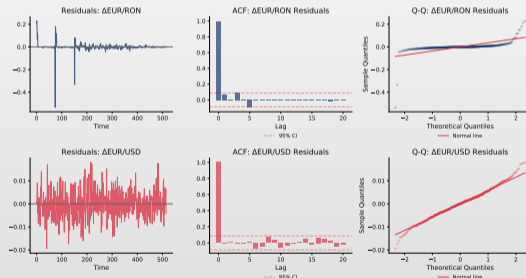 Residuals: ΔEUR/RON
ACF: ΔEUR/RON Residuals
Q-Q: ΔEUR/RON Residuals
0.2
0.0
−0.2
−0.4
0 100 200 300 400 500
Time
1.0
0.8
0.6
0.4
0.2
0.0
0 5 10 15 20
Lag
95% CI
Sample Quantiles
0.2
0.0
−0.2
−0.4
−2 −1 0 1 2
Theoretical Quantiles
Normal line
Residuals: ΔEUR/USD
ACF: ΔEUR/USD Residuals
Q-Q: ΔEUR/USD Residuals
0.01
0.00
−0.01
−0.02
0 100 200 300 400 500
Time
1.0
0.8
0.6
0.4
0.2
0.0
0 5 10 15 20
Lag
95% CI
Sample Quantiles
0.01
0.00
−0.01
−0.02
−2 −1 0 1 2
Theoretical Quantiles
Normal line